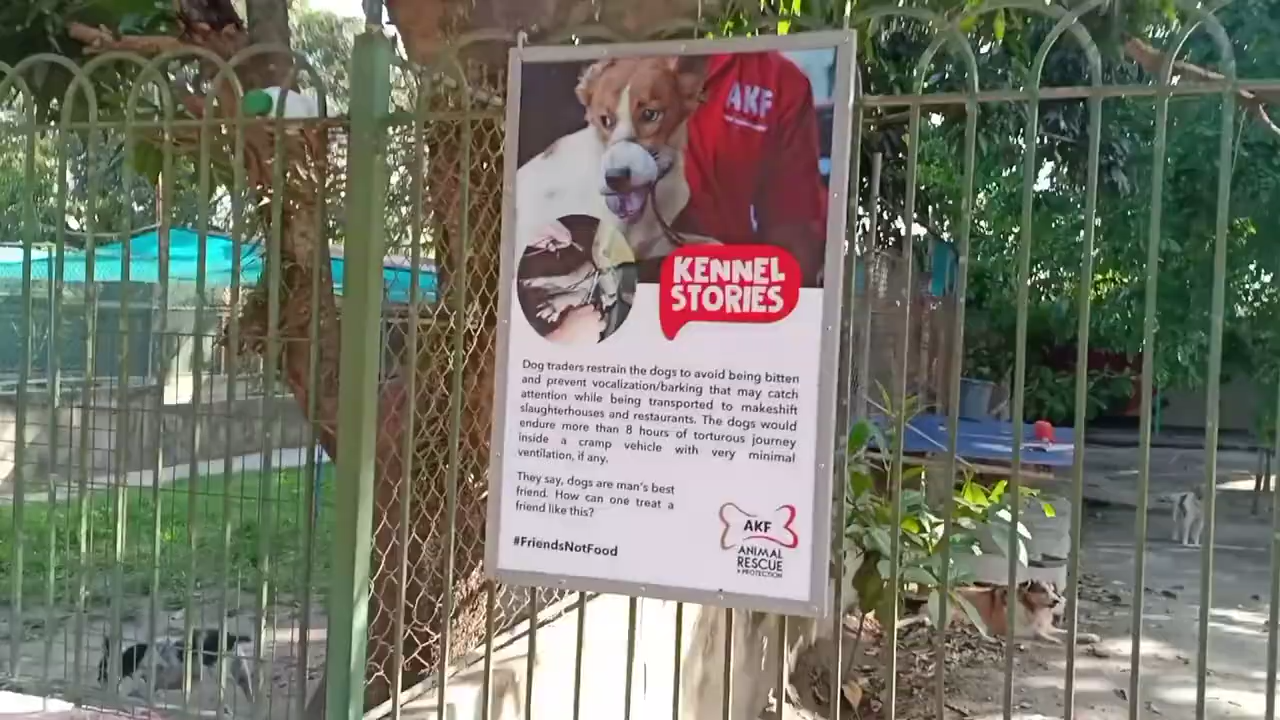 AKF
KENNEL
STORIES
Dog traders restrain the dogs to avoid being bitten
and prevent vocalization/barking that may catch
attention while being transported to makeshift
slaughterhouses and restaurants. The dogs would
endure more than 8 hours of torturous journey
inside a cramp vehicle with very minimal
ventilation, if any.
They say, dogs are man's best
friend. How can one treat a
friend like this?
#FriendsNotFood
AKF
ANIMAL
RESCUE
& PROTECTION